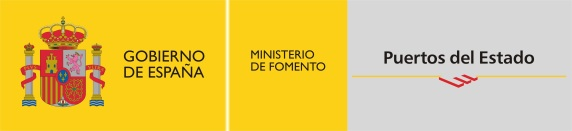 GOBIERNO
DE ESPAÑA
MINISTERIO
DE FOMENTO
Puertos del Estado